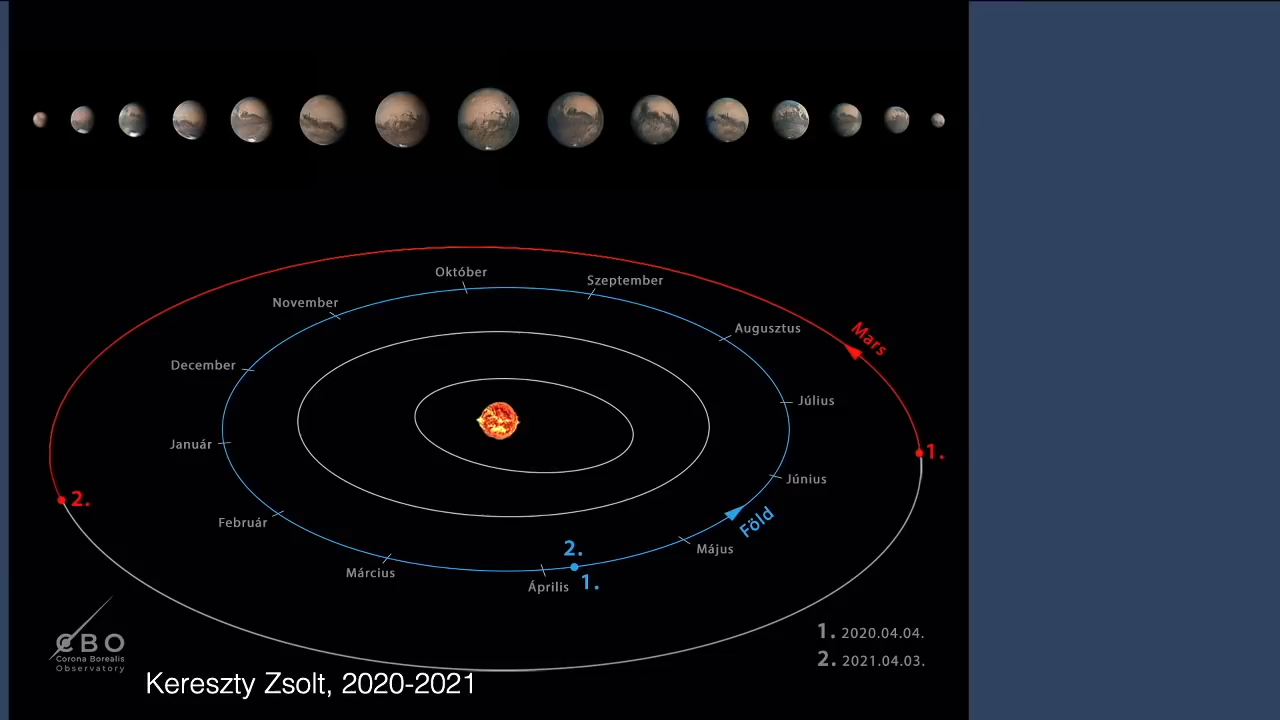 Október
Szeptember
November
Augusztus
Mars
December
Július
Január
1.
Június
2.
Február
Föld
2.
Május
Március
Április
1.
1. 2020.04.04.
2. 2021.04.03.
CBO
Corona Borealis
Observatory
Kereszty Zsolt, 2020-2021